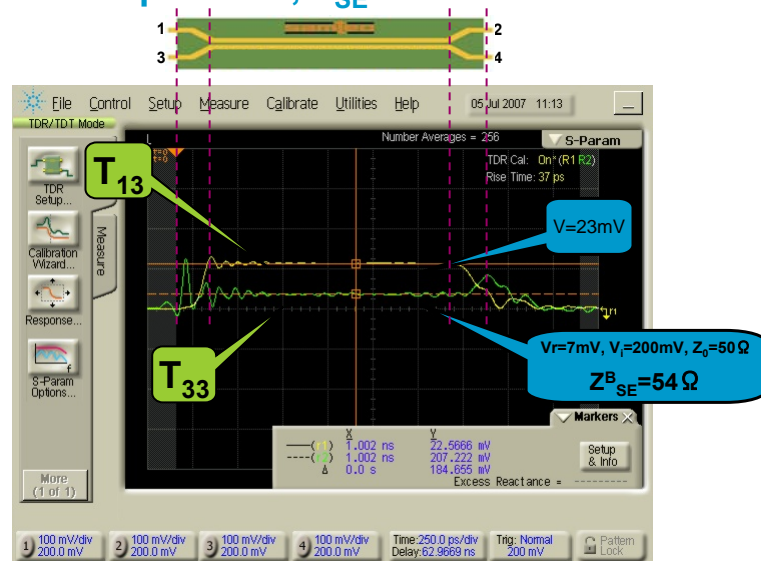 SE
1
2
3
4
File Control Setup Measure Calibrate Utilities Help 05 Jul 2007 11:13
TDR/TDT Mode
Number Averages = 256
S-Param
TDR Cal: On*(R1 R2)
Rise Time: 37 ps
T13
V=23mV
TDR
Setup...
Measure
Calibration
Wizard...
Response...
T33
Vr=7mV, Vi=200mV, Z0=50Ω
ZBSE=54Ω
S-Param
Options...
Markers
X Y
1.002 ns 22.5666 mV
1.002 ns 207.222 mV
Δ 0.0 s 184.655 mV
Excess Reactance = ---------
Setup
& Info
More
(1 of 1)
1 100 mV/div 200.0 mV
2 100 mV/div 200.0 mV
3 100 mV/div 200.0 mV
4 100 mV/div 200.0 mV
Time:250.0 ps/div
Delay:62.9669 ns
Trig: Normal
200 mV
Pattern
Lock